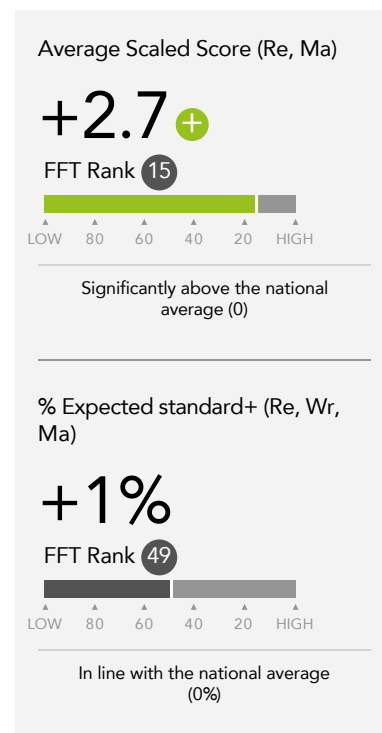 Average Scaled Score (Re, Ma)
+2.7 +
FFT Rank 15
LOW 80 60 40 20 HIGH
Significantly above the national
average (0)
% Expected standard+ (Re, Wr,
Ma)
+1%
FFT Rank 49
LOW 80 60 40 20 HIGH
In line with the national average
(0%)